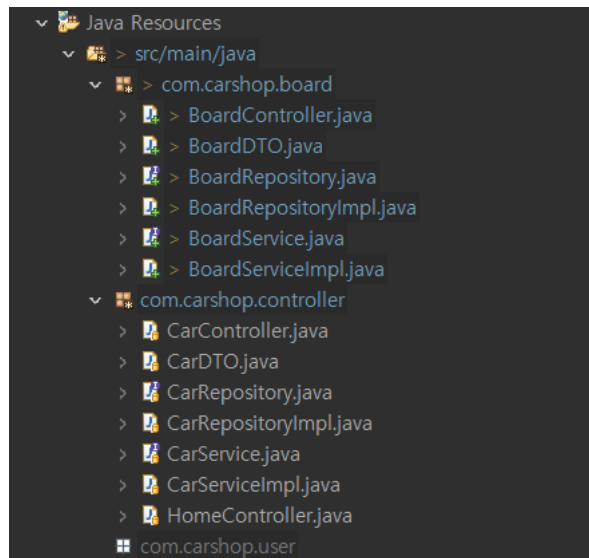 Java Resources
> src/main/java
> com.carshop.board
> BoardController.java
> BoardDTO.java
> BoardRepository.java
> BoardRepositoryImpl.java
> BoardService.java
> BoardServiceImpl.java
com.carshop.controller
CarController.java
CarDTO.java
CarRepository.java
CarRepositoryImpl.java
CarService.java
CarServiceImpl.java
HomeController.java
com.carshop.user